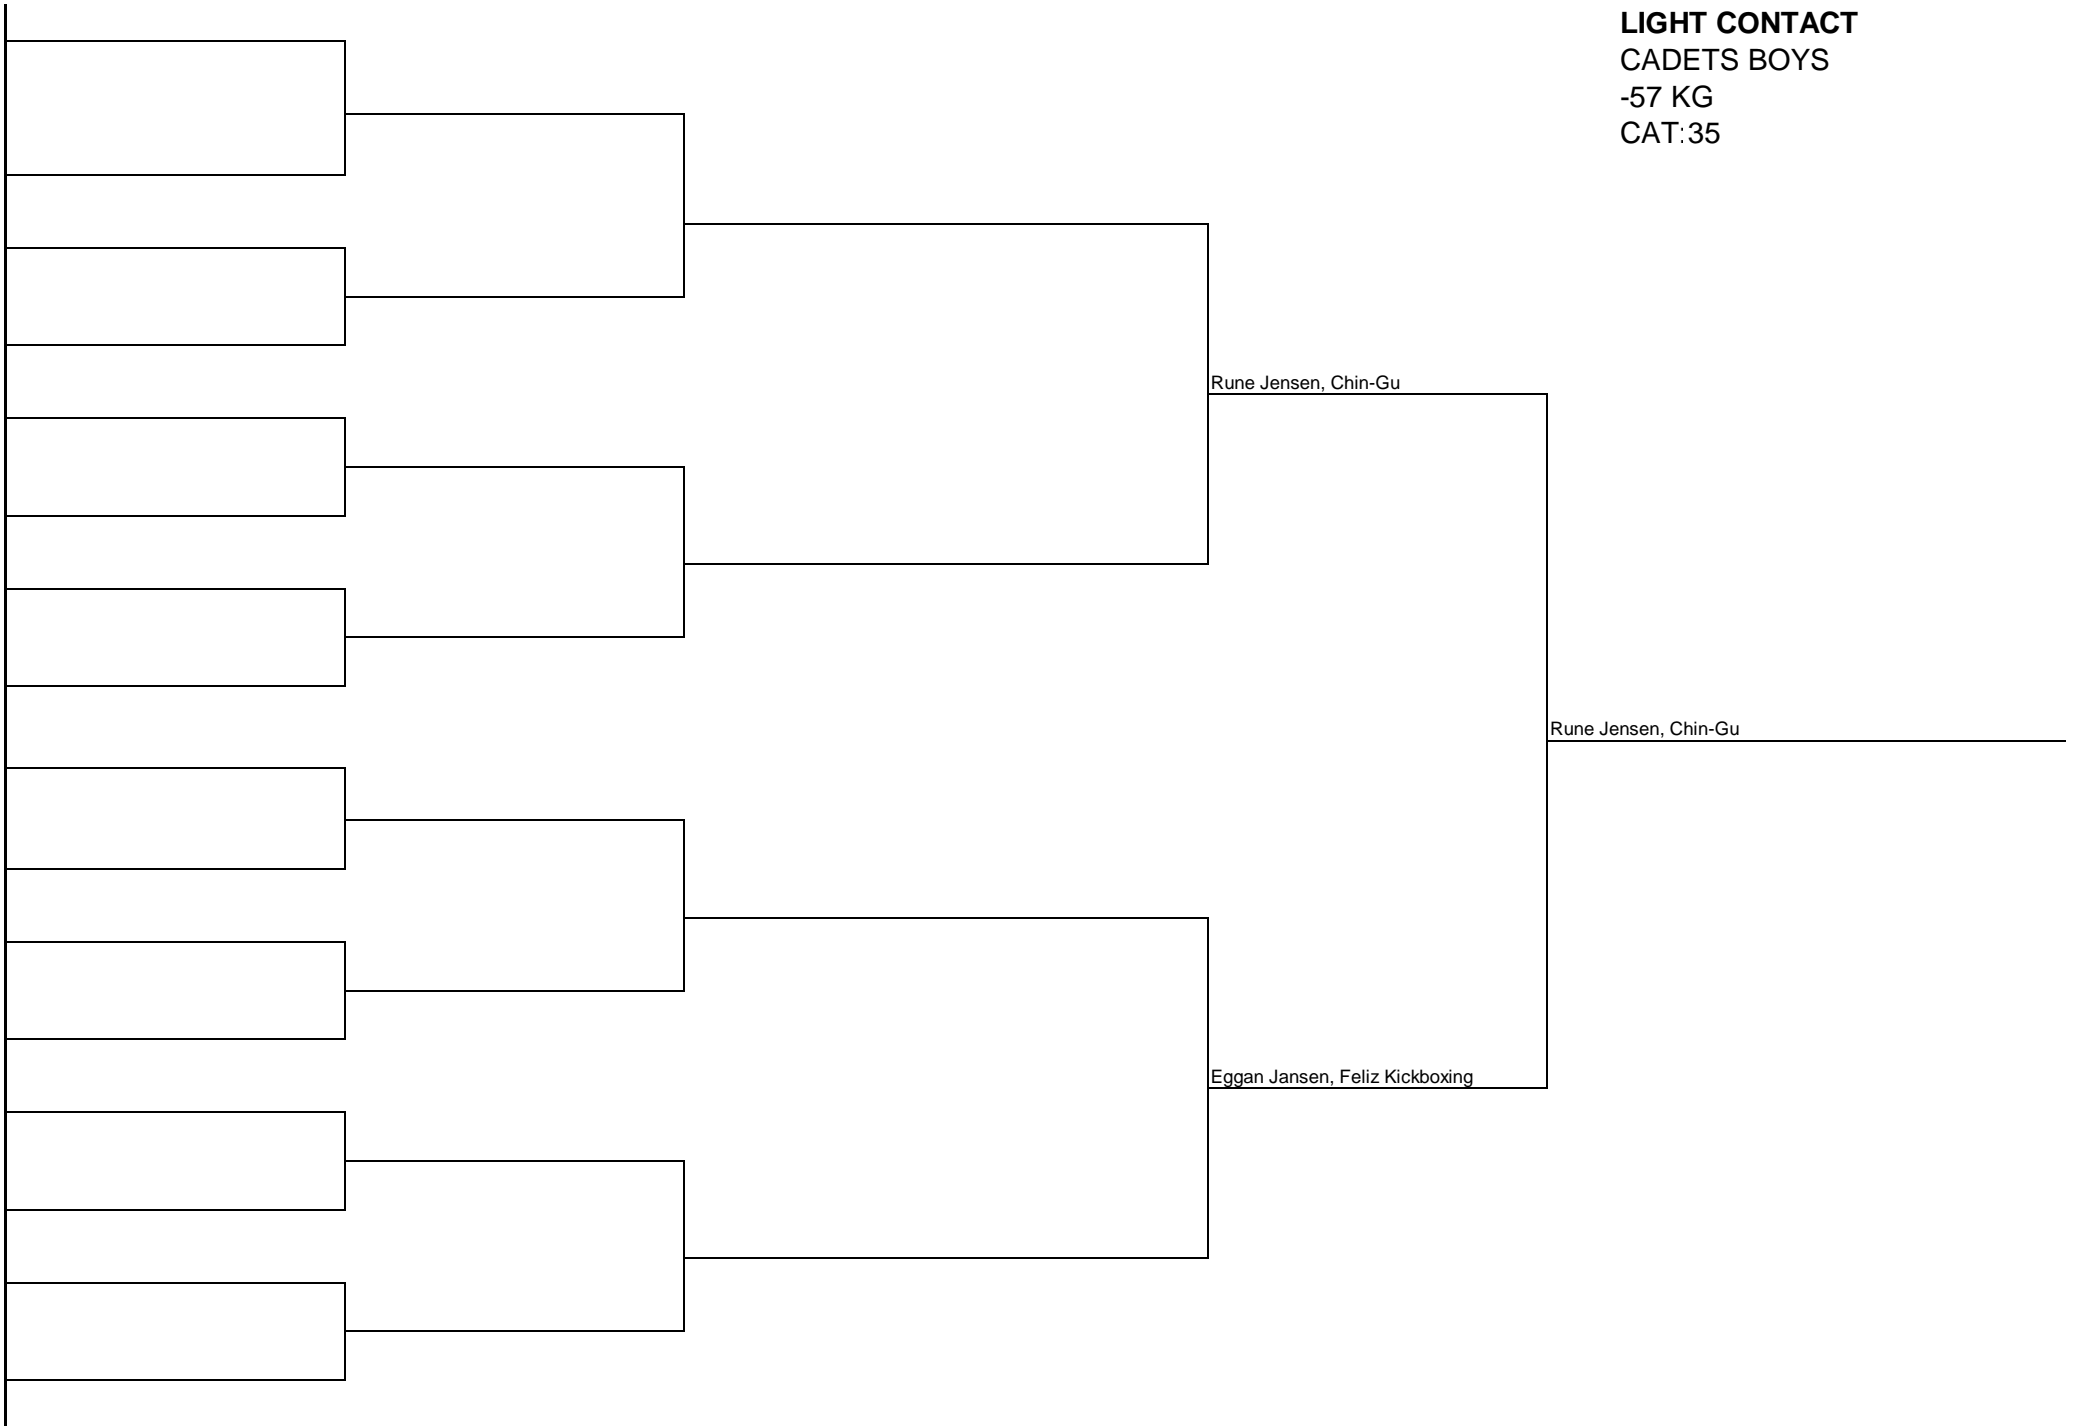 LIGHT CONTACT
CADETS BOYS
-57 KG
CAT:35
Rune Jensen, Chin-Gu
Rune Jensen, Chin-Gu
Eggan Jansen, Feliz Kickboxing